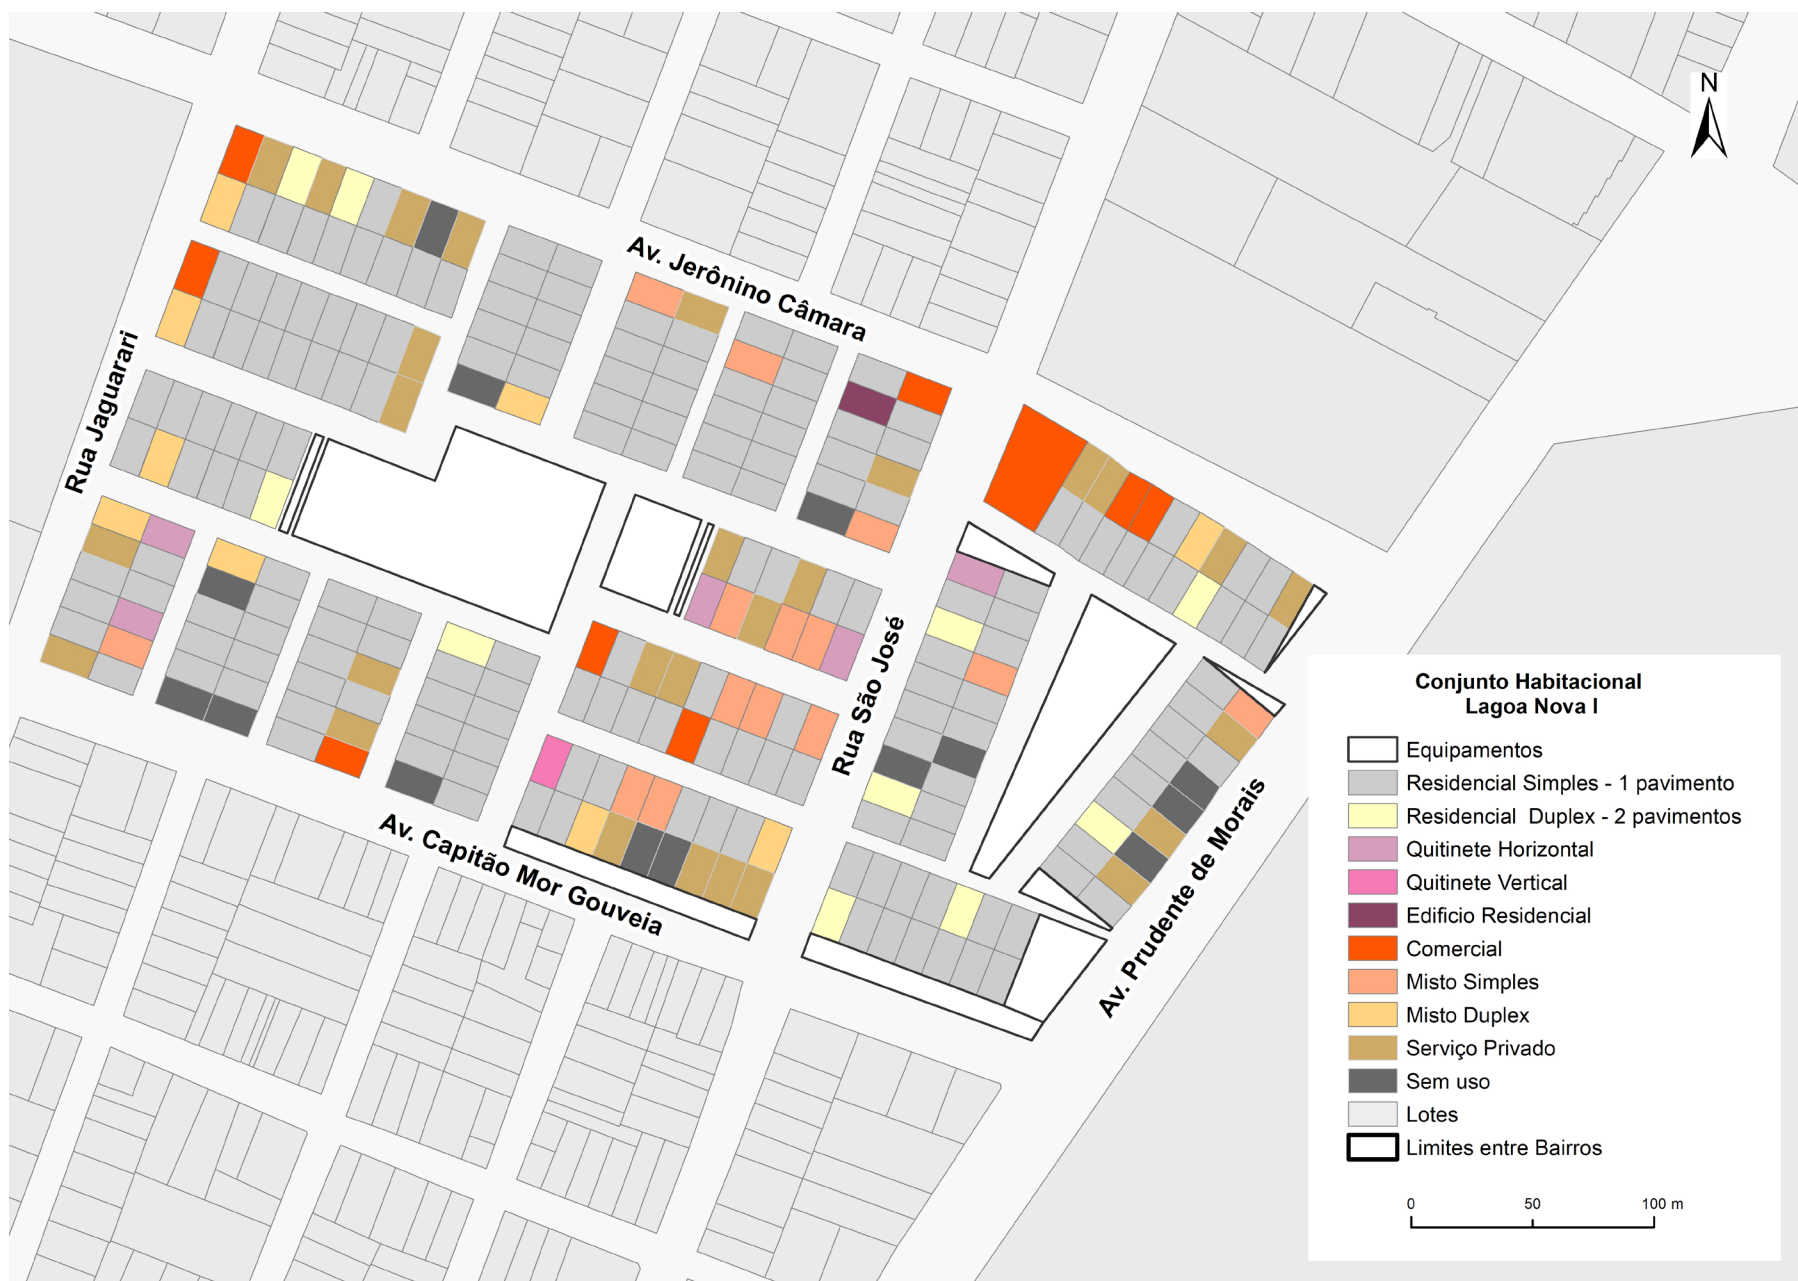 N
Av. Jerônino Câmara
Rua Jaguarari
Rua São José
Av. Capitão Mor Gouveia
Av. Prudente de Morais
Conjunto Habitacional
Lagoa Nova I
Equipamentos
Residencial Simples - 1 pavimento
Residencial Duplex - 2 pavimentos
Quitinete Horizontal
Quitinete Vertical
Edificio Residencial
Comercial
Misto Simples
Misto Duplex
Serviço Privado
Sem uso
Lotes
Limites entre Bairros
0 50 100 m